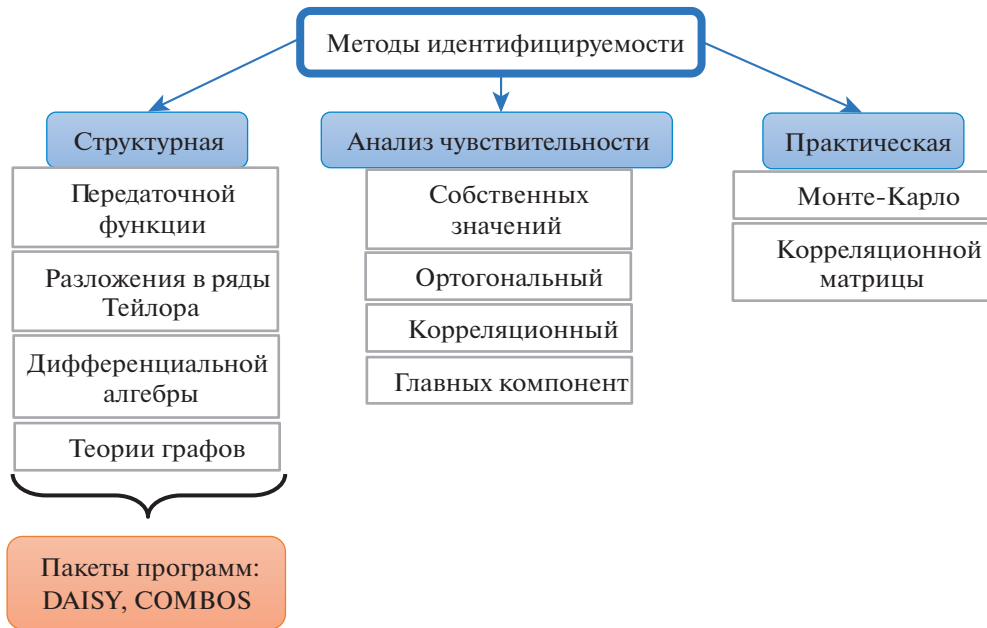 Методы идентифицируемости
Структурная
Передаточной
функции
Разложения в ряды
Тейлора
Дифференциальной
алгебры
Теории графов
Пакеты программ:
DAISY, COMBOS
Анализ чувствительности
Собственных
значений
Ортогональный
Корреляционный
Главных компонент
Практическая
Монте-Карло
Корреляционной
матрицы